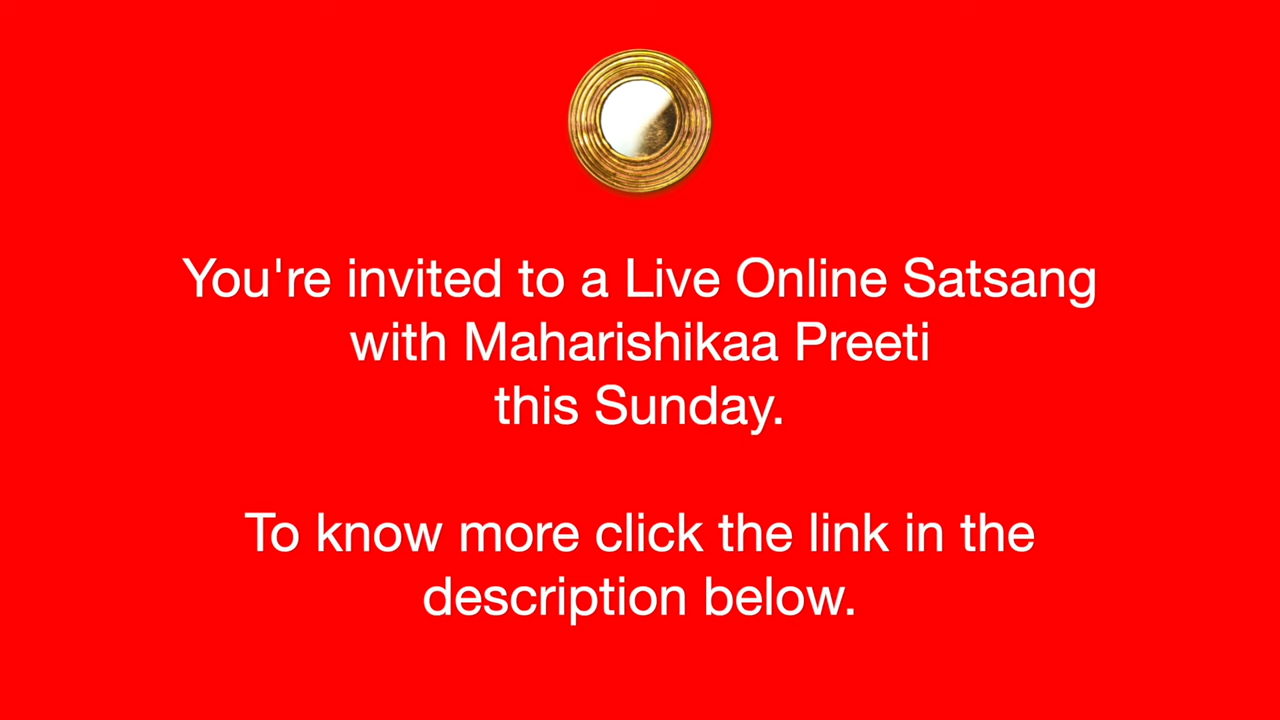 You're invited to a Live Online Satsang
with Maharishikaa Preeti
this Sunday.
To know more click the link in the
description below.